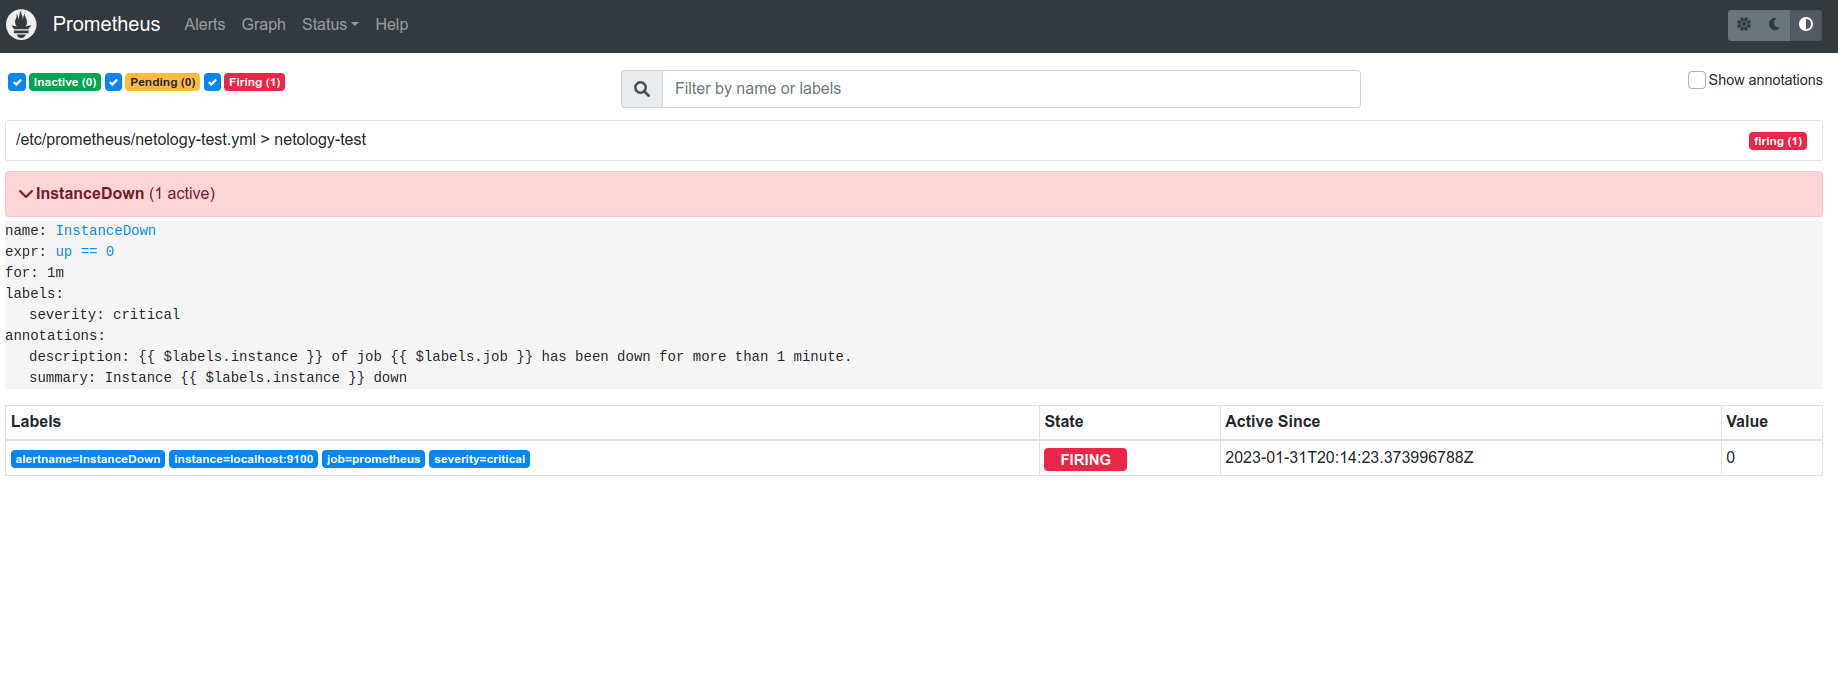 Prometheus Alerts Graph Status Help
Inactive (0) Pending (0) Firing (1) Filter by name or labels Show annotations
/etc/prometheus/netology-test.yml > netology-test firing (1)
InstanceDown (1 active)
name: InstanceDown
expr: up == 0
for: 1m
labels:
severity: critical
annotations:
description: {{ $labels.instance }} of job {{ $labels.job }} has been down for more than 1 minute.
summary: Instance {{ $labels.instance }} down
Labels State Active Since Value
alertname=InstanceDown instance=localhost:9100 job=prometheus severity=critical FIRING 2023-01-31T20:14:23.373996788Z 0